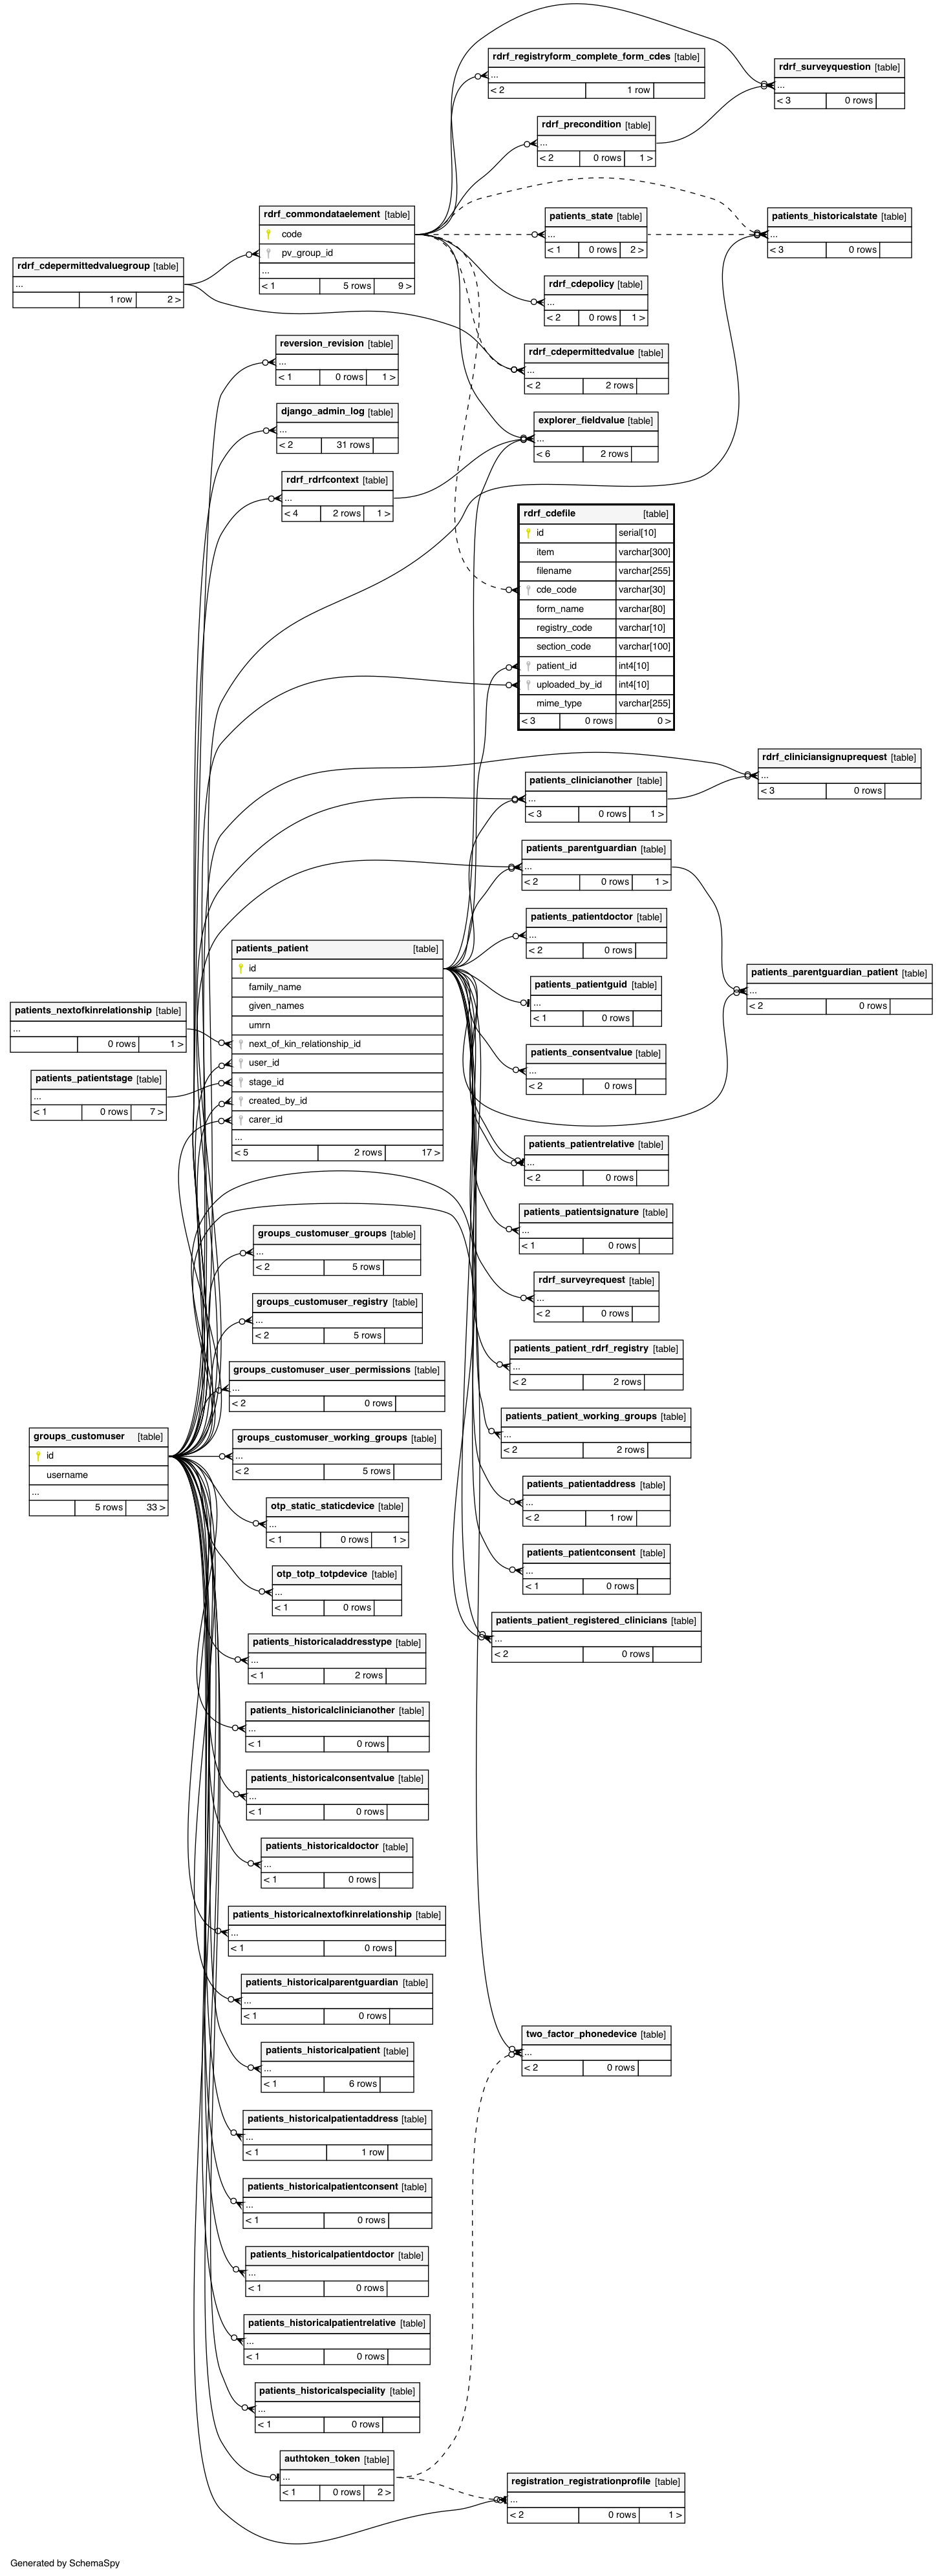 rdrf_registryform_complete_form_cdes [table]
...
< 2 1 row
rdrf_surveyquestion [table]
...
< 3 0 rows
rdrf_precondition [table]
...
< 2 0 rows 1 >
rdrf_commondataelement [table]
code
pv_group_id
...
< 1 5 rows 9 >
patients_state [table]
...
< 1 0 rows 2 >
patients_historicalstate [table]
...
< 3 0 rows
rdrf_cdepermittedvaluegroup [table]
...
1 row 2 >
rdrf_cdepolicy [table]
...
< 2 0 rows 1 >
reversion_revision [table]
...
< 1 0 rows 1 >
rdrf_cdepermittedvalue [table]
...
< 2 2 rows
django_admin_log [table]
...
< 2 31 rows
explorer_fieldvalue [table]
...
< 6 2 rows
rdrf_rdrfcontext [table]
...
< 4 2 rows 1 >
rdrf_cdefile [table]
id serial[10]
item varchar[300]
filename varchar[255]
cde_code varchar[30]
form_name varchar[80]
registry_code varchar[10]
section_code varchar[100]
patient_id int4[10]
uploaded_by_id int4[10]
mime_type varchar[255]
< 3 0 rows 0 >
rdrf_cliniciansignuprequest [table]
...
< 3 0 rows
patients_clinicianother [table]
...
< 3 0 rows 1 >
patients_parentguardian [table]
...
< 2 0 rows 1 >
patients_patientdoctor [table]
...
< 2 0 rows
patients_patient [table]
id
family_name
given_names
umrn
next_of_kin_relationship_id
user_id
stage_id
created_by_id
carer_id
...
< 5 2 rows 17 >
patients_parentguardian_patient [table]
...
< 2 0 rows
patients_patientguid [table]
...
< 1 0 rows
patients_nextofkinrelationship [table]
...
0 rows 1 >
patients_consentvalue [table]
...
< 2 0 rows
patients_patientstage [table]
...
< 1 0 rows 7 >
patients_patientrelative [table]
...
< 2 0 rows
patients_patientsignature [table]
...
< 1 0 rows
groups_customuser_groups [table]
...
< 2 5 rows
rdrf_surveyrequest [table]
...
< 2 0 rows
groups_customuser_registry [table]
...
< 2 5 rows
patients_patient_rdrf_registry [table]
...
< 2 2 rows
groups_customuser_user_permissions [table]
...
< 2 0 rows
patients_patient_working_groups [table]
...
< 2 2 rows
groups_customuser [table]
id
username
...
5 rows 33 >
groups_customuser_working_groups [table]
...
< 2 5 rows
patients_patientaddress [table]
...
< 2 1 row
otp_static_staticdevice [table]
...
< 1 0 rows 1 >
patients_patientconsent [table]
...
< 1 0 rows
otp_totp_totpdevice [table]
...
< 1 0 rows
patients_patient_registered_clinicians [table]
...
< 2 0 rows
patients_historicaladdresstype [table]
...
< 1 2 rows
patients_historicalclinicianother [table]
...
< 1 0 rows
patients_historicalconsentvalue [table]
...
< 1 0 rows
patients_historicaldoctor [table]
...
< 1 0 rows
patients_historicalnextofkinrelationship [table]
...
< 1 0 rows
patients_historicalparentguardian [table]
...
< 1 0 rows
two_factor_phonedevice [table]
...
< 2 0 rows
patients_historicalpatient [table]
...
< 1 6 rows
patients_historicalpatientaddress [table]
...
< 1 1 row
patients_historicalpatientconsent [table]
...
< 1 0 rows
patients_historicalpatientdoctor [table]
...
< 1 0 rows
patients_historicalpatientrelative [table]
...
< 1 0 rows
patients_historicalspeciality [table]
...
< 1 0 rows
authtoken_token [table]
...
< 1 0 rows 2 >
registration_registrationprofile [table]
...
< 2 0 rows 1 >
Generated by SchemaSpy